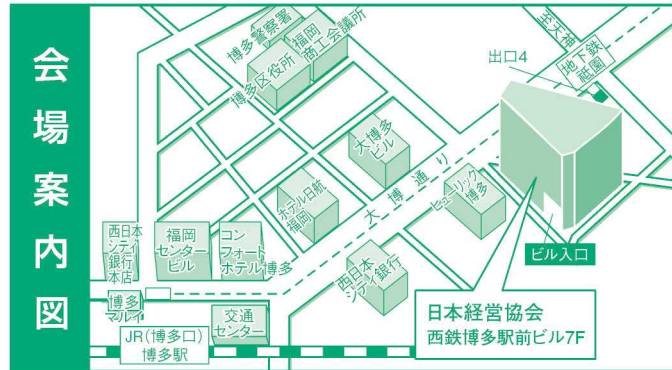 会場案内図
博多警察署
福岡
商工会議所
博多区役所
至天神
地下鉄
祇園
出口4
大博多
ビル
大博通り
ヒューリック
博多
ホテル日航
福岡
西日本
シティ
銀行
本店
福岡
センター
ビル
コン
フォート
ホテル博多
西日本
シティ銀行
ビル入口
博多
マルイ
交通
センター
JR(博多口)
博多駅
日本経営協会
西鉄博多駅前ビル7F